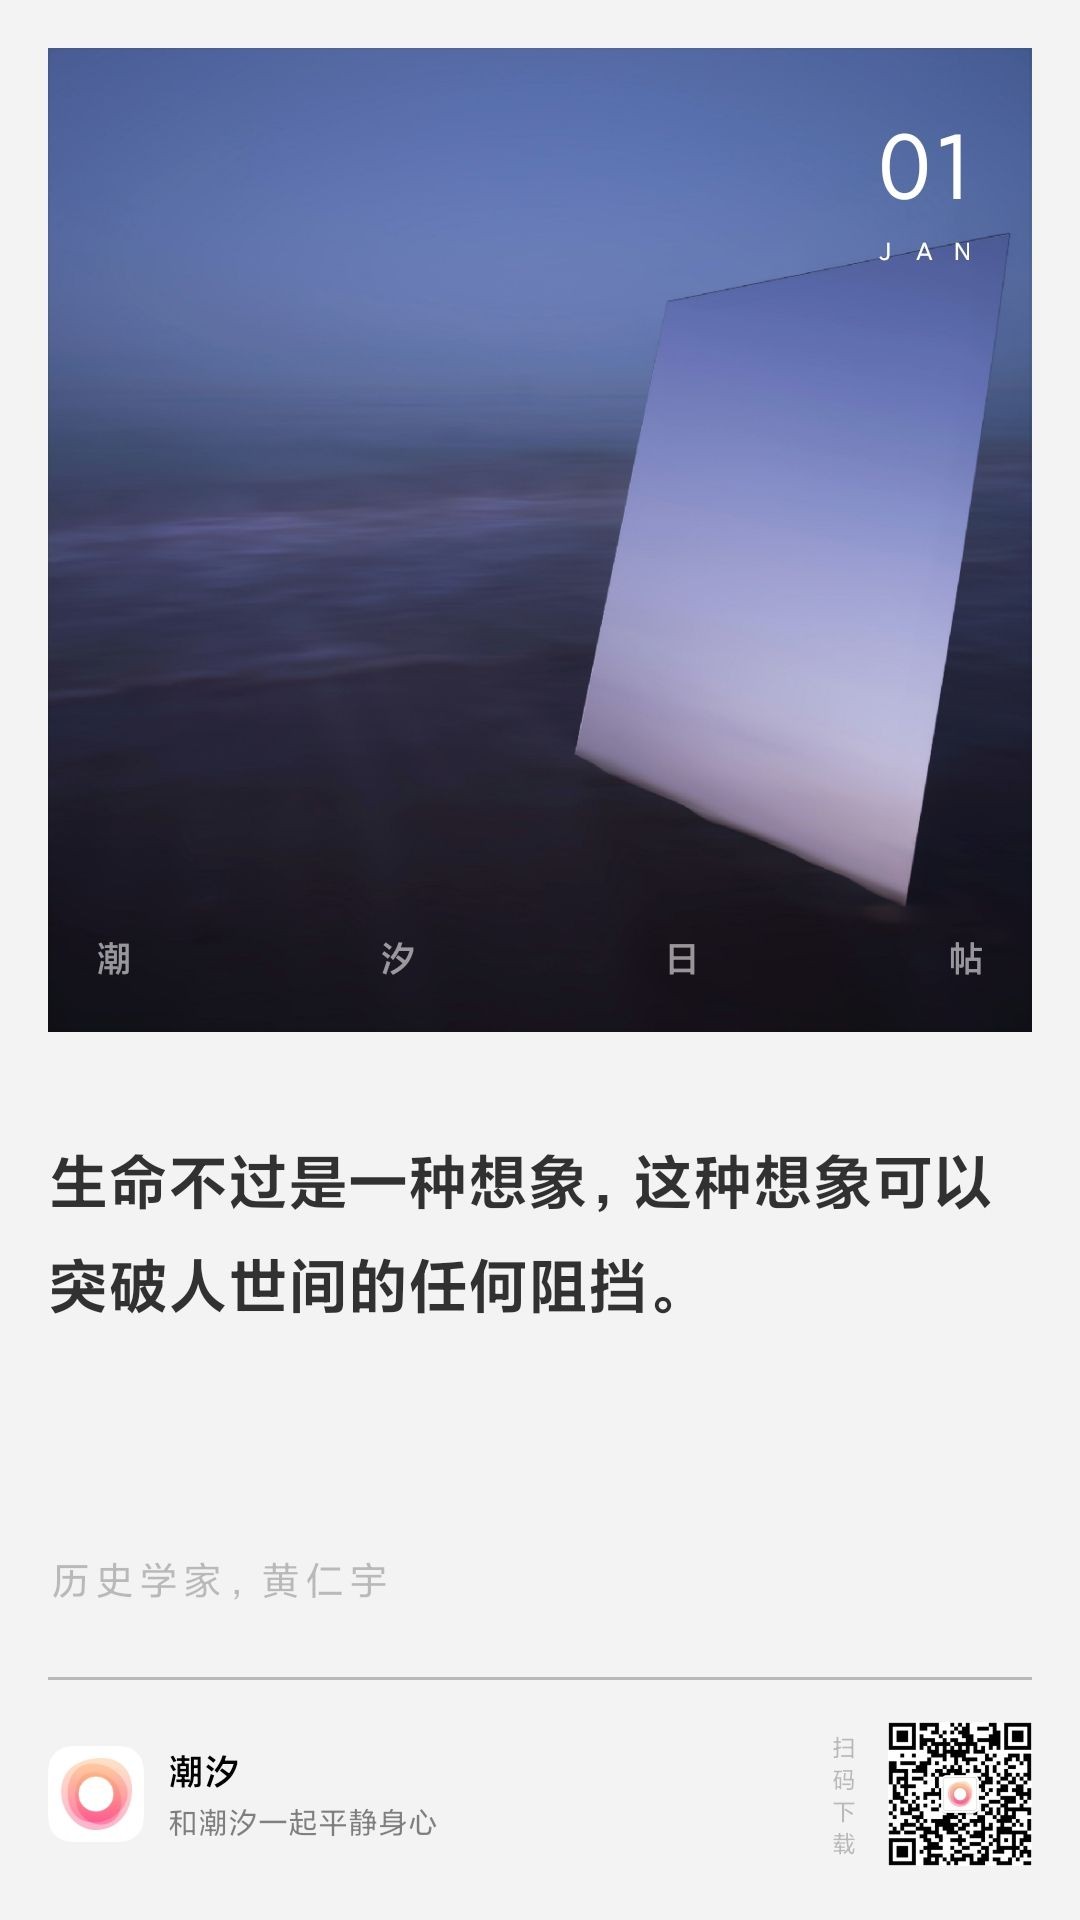 01
JAN
潮汐日帖
生命不过是一种想象，这种想象可以
突破人世间的任何阻挡。
历史学家，黄仁宇
潮汐
和潮汐一起平静身心
扫码下载